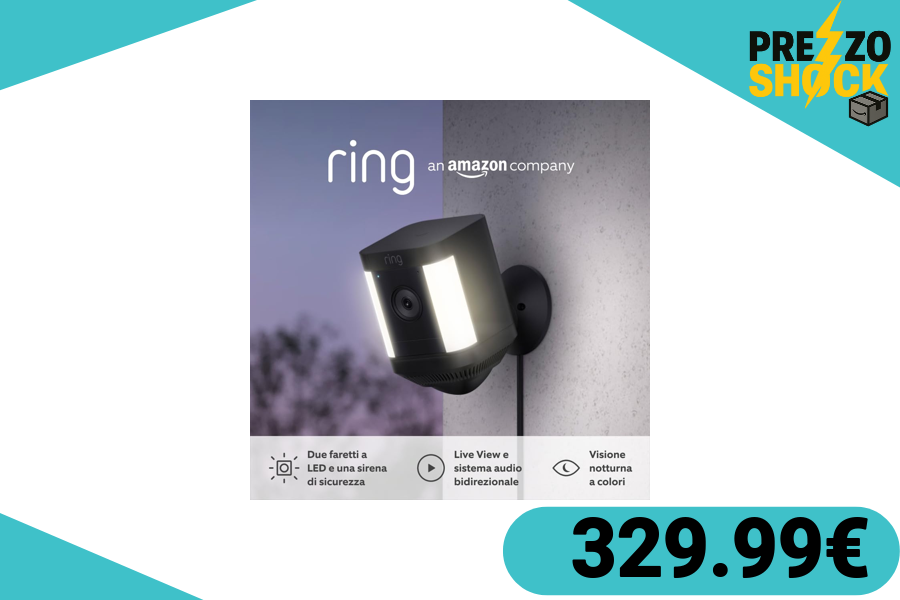 PREZZO
SHOCK
ring an amazon company
ring
Due faretti a
LED e una sirena
di sicurezza
Live View e
sistema audio
bidirezionale
Visione
notturna
a colori
329.99€